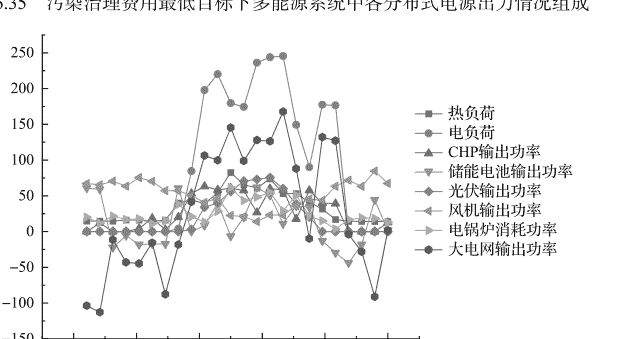 5.35 污染治理费用最低目标下多能源系统中各分布式电源出力情况组成
250
200
150
100
50
0
−50
−100
−150
热负荷
电负荷
CHP输出功率
储能电池输出功率
光伏输出功率
风机输出功率
电锅炉消耗功率
大电网输出功率